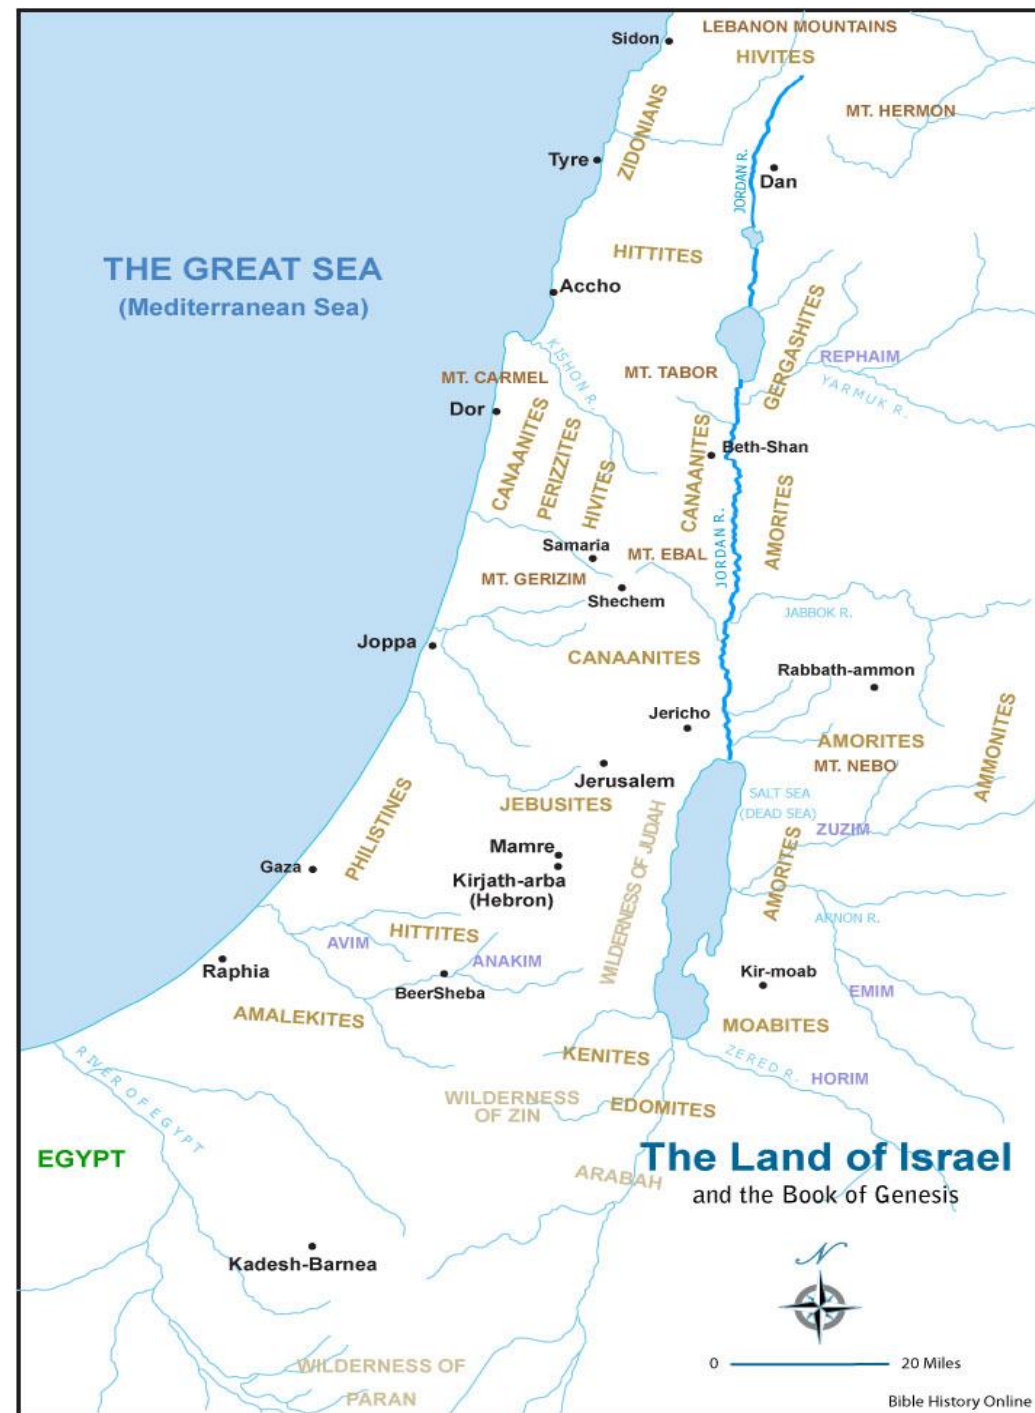 LEBANON MOUNTAINS
Sidon
HIVITES
MT. HERMON
ZIDONIANS
Tyre
JORDAN R.
Dan
HITTITES
THE GREAT SEA
(Mediterranean Sea)
Accho
GERGASHITES
REPHAIM
KISHON R.
MT. TABOR
MT. CARMEL
YARMUK R.
Dor
CANAANITES
PERIZZITES
HIVITES
CANAANITES
Beth-Shan
AMORITES
JORDAN R.
Samaria
MT. EBAL
MT. GERIZIM
Shechem
JABBOK R.
Joppa
CANAANITES
Rabbath-ammon
Jericho
AMORITES
AMMONITES
MT. NEBO
Jerusalem
SALT SEA
(DEAD SEA)
JEBUSITES
PHILISTINES
ZUZIM
WILDERNESS OF JUDAH
AMORITES
Mamre
Gaza
Kirjath-arba
(Hebron)
ARNON R.
HITTITES
AVIM
ANAKIM
Raphia
BeerSheba
Kir-moab
EMIM
AMALEKITES
MOABITES
KENITES
ZERED R.
RIVER OF EGYPT
HORIM
WILDERNESS
OF ZIN
EDOMITES
EGYPT
The Land of Israel
and the Book of Genesis
ARABAH
N
Kadesh-Barnea
0 20 Miles
WILDERNESS OF
PARAN
Bible History Online